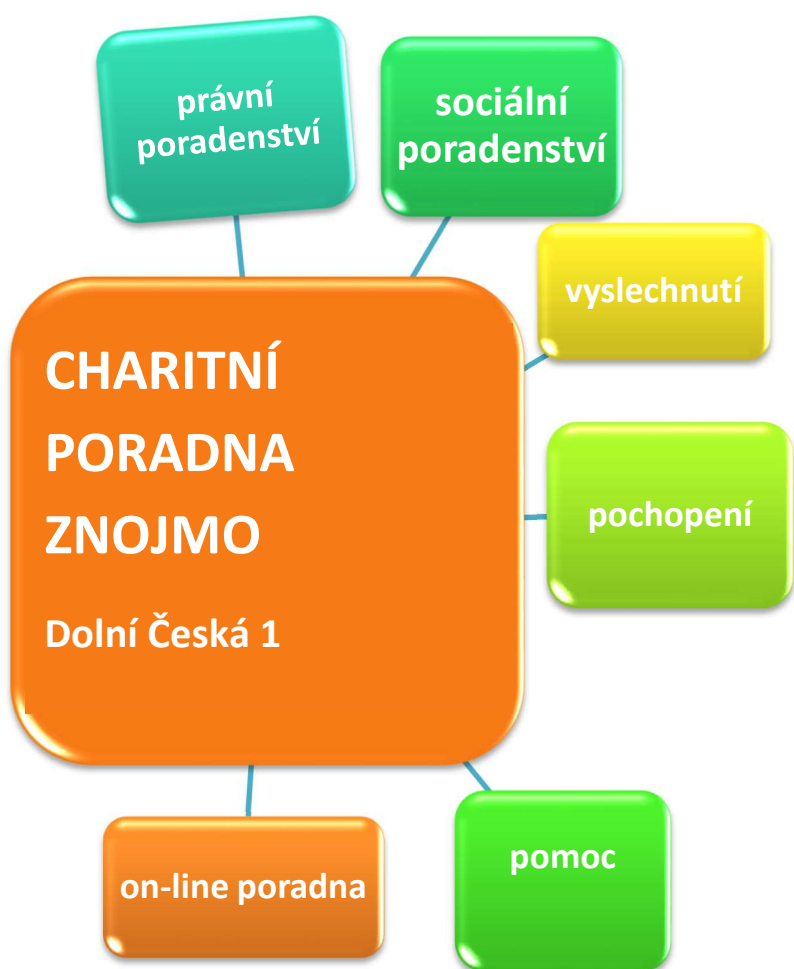 právní
poradenství
sociální
poradenství
vyslechnutí
CHARITNÍ
PORADNA
ZNOJMO
Dolní Česká 1
pochopení
on-line poradna
pomoc